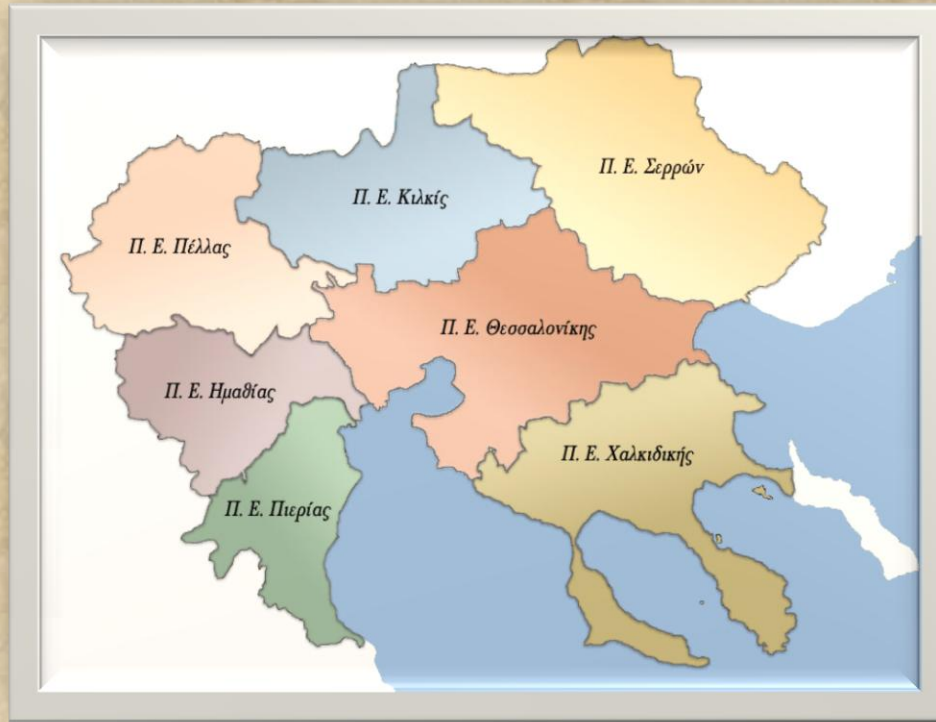 Π. Ε. Σερρών
Π. Ε. Κιλκίς
Π. Ε. Πέλλας
Π. Ε. Θεσσαλονίκης
Π. Ε. Ημαθίας
Π. Ε. Χαλκιδικής
Π. Ε. Πιερίας